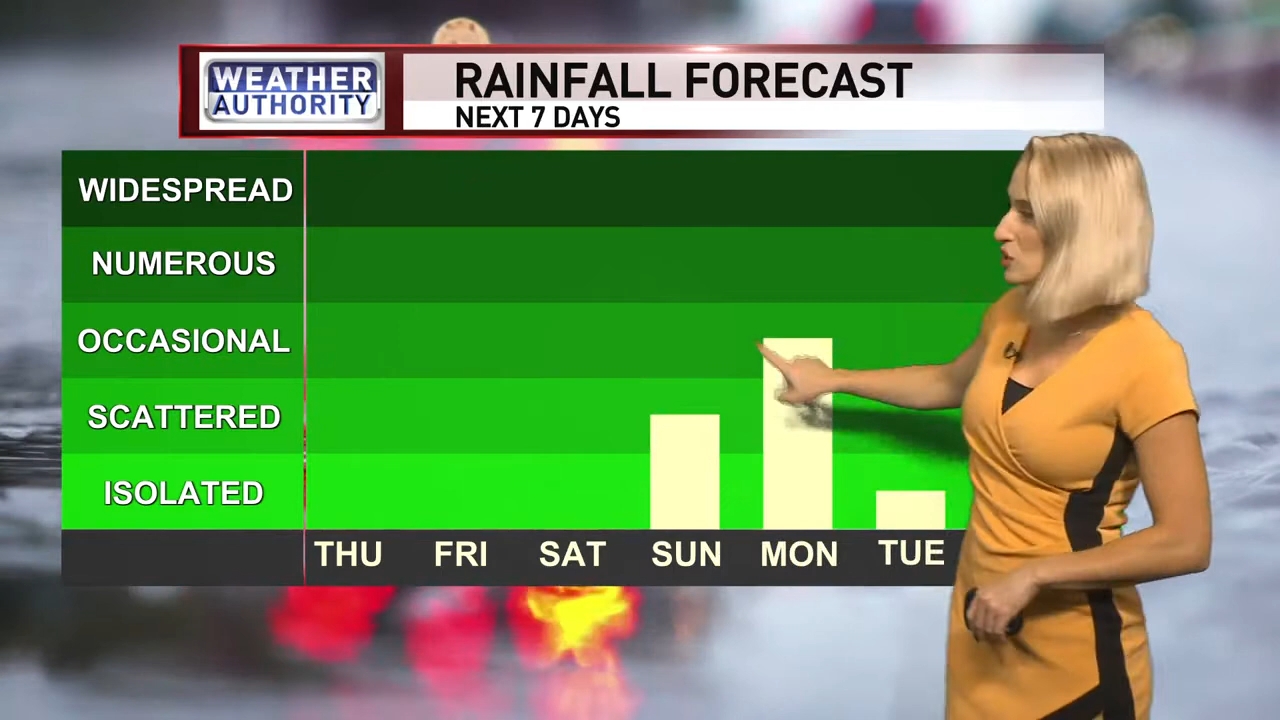 WEATHER
AUTHORITY
RAINFALL FORECAST
NEXT 7 DAYS
WIDESPREAD
NUMEROUS
OCCASIONAL
SCATTERED
ISOLATED
THU FRI SAT SUN MON TUE